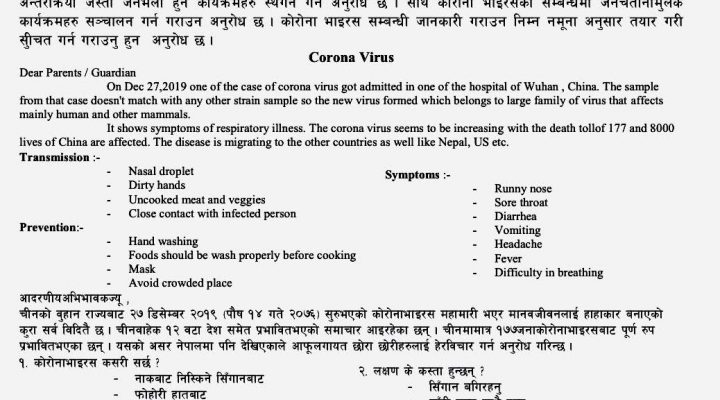 अन्तरक्रिया जस्ता जनभेला हुने कार्यक्रमहरु स्थगन गर्न अनुरोध छ । साथै कोरोना भाइरसका सम्बन्धमा जनचेतनामुलक
कार्यक्रमहरु सञ्चालन गर्न गराउन अनुरोध छ । कोरोना भाइरस सम्बन्धी जानकारी गराउन निम्न नमूना अनुसार तयार गरी
सुचित गर्न गराउनु हुन अनुरोध छ ।
Corona Virus
Dear Parents / Guardian
On Dec 27,2019 one of the case of corona virus got admitted in one of the hospital of Wuhan , China. The sample
from that case doesn't match with any other strain sample so the new virus formed which belongs to large family of virus that affects
mainly human and other mammals.
It shows symptoms of respiratory illness. The corona virus seems to be increasing with the death tollof 177 and 8000
lives of China are affected. The disease is migrating to the other countries as well like Nepal, US etc.
Transmission :-
- Nasal droplet
- Dirty hands
- Uncooked meat and veggies
- Close contact with infected person
Prevention:-
- Hand washing
- Foods should be wash properly before cooking
- Mask
- Avoid crowded place
Symptoms :-
- Runny nose
- Sore throat
- Diarrhea
- Vomiting
- Headache
- Fever
- Difficulty in breathing
आदरणीयअभिभावकज्यू ,
चीनको बुहान राज्यबाट २७ डिसेम्बर २०१९ (पौष १४ गते २०७६) सुरुभएको कोरोनाभाइरस महामारी भएर मानवजीवनलाई हाहाकार बनाएको
कुरा सर्व विदितै छ । चीनवाहेक १२ वटा देश समेत प्रभावितभएको समाचार आइरहेका छन् । चीनमामात्र १७७जनाकोरोनाभाइरसबाट पूर्ण रुप
प्रभावितभएका छन् । यसको असर नेपालमा पनि देखिएकाले आफूलगायत छोरा छोरीहरुलाई हेरविचार गर्न अनुरोध गरिन्छ ।
१. कोरोनाभाइरस कसरी सर्छ ?
- नाकबाट निस्किने सिँगानबाट
- फोहोरी हातबाट
२. लक्षण के कस्ता हुन्छन् ?
- सिँगान बगिरहनु